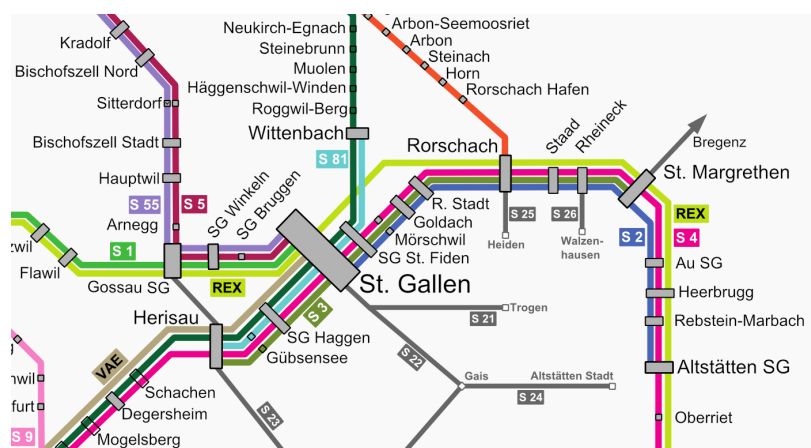 Neukirch-Egnach
Steinebrunn
Muolen
Häggenschwil-Winden
Roggwil-Berg
Wittenbach
S 81
Arbon-Seemoosriet
Arbon
Steinach
Horn
Rorschach Hafen
Rorschach
Staad
Rheineck
Bregenz
St. Margrethen
Kradolf
Bischofszell Nord
Sitterdorf
Bischofszell Stadt
Hauptwil
S 55
S 5
Arnegg
SG Winkeln
SG Bruggen
S 1
REX
Flawil
Gossau SG
R. Stadt
Goldach
Mörschwil
SG St. Fiden
St. Gallen
S 25
Heiden
S 26
Walzen-
hausen
REX
S 2
S 4
Au SG
Heerbrugg
Rebstein-Marbach
Altstätten SG
Oberriet
Herisau
SG Haggen
Gübsensee
S 3
Trogen
S 21
S 22
Gais
Altstätten Stadt
S 24
S 23
VAE
Schachen
Degersheim
Mogelsberg
S 9